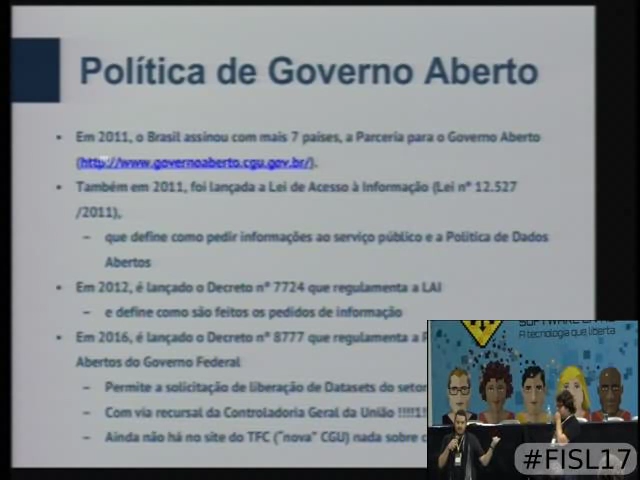 Política de Governo Aberto
• Em 2011, o Brasil assinou com mais 7 países, a Parceria para o Governo Aberto
(http://www.governoaberto.cgu.gov.br/).
• Também em 2011, foi lançada a Lei de Acesso à Informação (Lei nº 12.527
/2011),
– que define como pedir informações ao serviço público e a Política de Dados
Abertos
• Em 2012, é lançado o Decreto nº 7724 que regulamenta a LAI
– e define como são feitos os pedidos de informação
• Em 2016, é lançado o Decreto nº 8777 que regulamenta a
Abertos do Governo Federal
– Permite a solicitação de liberação de Datasets do setor
– Com via recursal da Controladoria Geral da União !!!!1!
– Ainda não há no site do TFC ("nova" CGU) nada sobre
SOFTWARE
A tecnologia que liberta
#FISL17